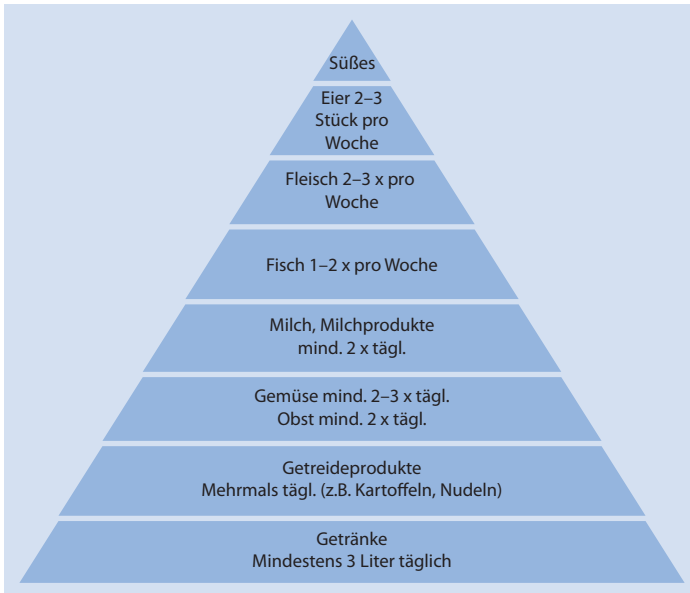 Süßes
Eier 2–3
Stück pro
Woche
Fleisch 2–3 x pro
Woche
Fisch 1–2 x pro Woche
Milch, Milchprodukte
mind. 2 x tägl.
Gemüse mind. 2–3 x tägl.
Obst mind. 2 x tägl.
Getreideprodukte
Mehrmals tägl. (z.B. Kartoffeln, Nudeln)
Getränke
Mindestens 3 Liter täglich